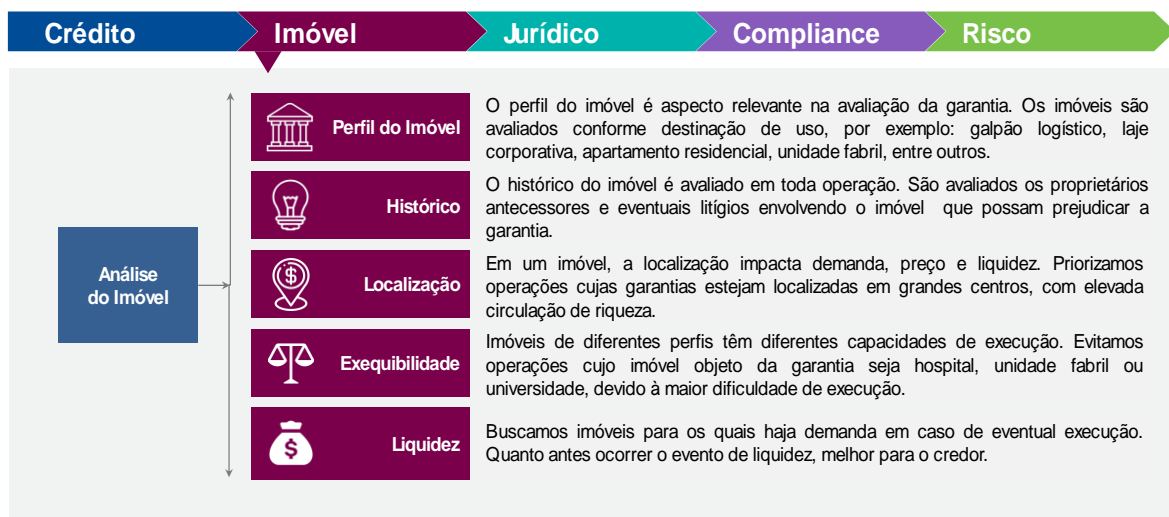 Crédito
Imóvel
Jurídico
Compliance
Risco
Análise
do Imóvel
Perfil do Imóvel
O perfil do imóvel é aspecto relevante na avaliação da garantia. Os imóveis são
avaliados conforme destinação de uso, por exemplo: galpão logístico, laje
corporativa, apartamento residencial, unidade fabril, entre outros.
Histórico
O histórico do imóvel é avaliado em toda operação. São avaliados os proprietários
antecessores e eventuais litígios envolvendo o imóvel que possam prejudicar a
garantia.
Localização
Em um imóvel, a localização impacta demanda, preço e liquidez. Priorizamos
operações cujas garantias estejam localizadas em grandes centros, com elevada
circulação de riqueza.
Exequibilidade
Imóveis de diferentes perfis têm diferentes capacidades de execução. Evitamos
operações cujo imóvel objeto da garantia seja hospital, unidade fabril ou
universidade, devido à maior dificuldade de execução.
Liquidez
Buscamos imóveis para os quais haja demanda em caso de eventual execução.
Quanto antes ocorrer o evento de liquidez, melhor para o credor.